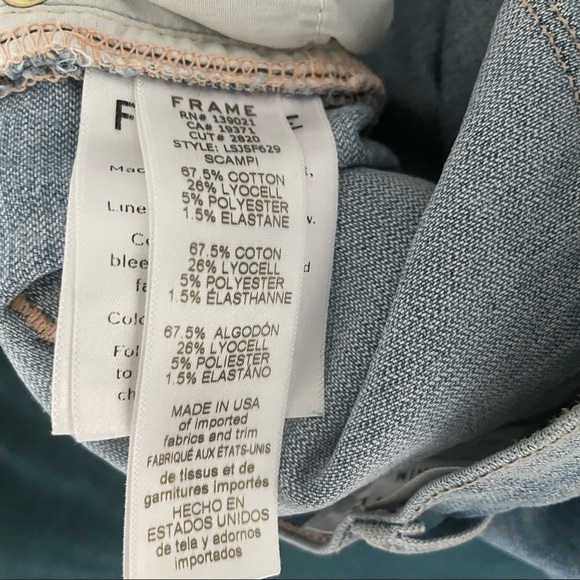 FRAME
RN# 139021
CA# 19371
CUT# 2820
STYLE: LSJSF629
SCAMPI
67.5% COTTON
26% LYOCELL
5% POLYESTER
1.5% ELASTANE
67.5% COTON
26% LYOCELL
5% POLYESTER
1.5% ÉLASTHANNE
67.5% ALGODÓN
26% LYOCELL
5% POLIESTER
1.5% ELASTANO
MADE IN USA
of imported
fabrics and trim
FABRIQUÉ AUX ÉTATS-UNIS
de tissus et de
garnitures importés
HECHO EN
ESTADOS UNIDOS
de tela y adornos
importados
to